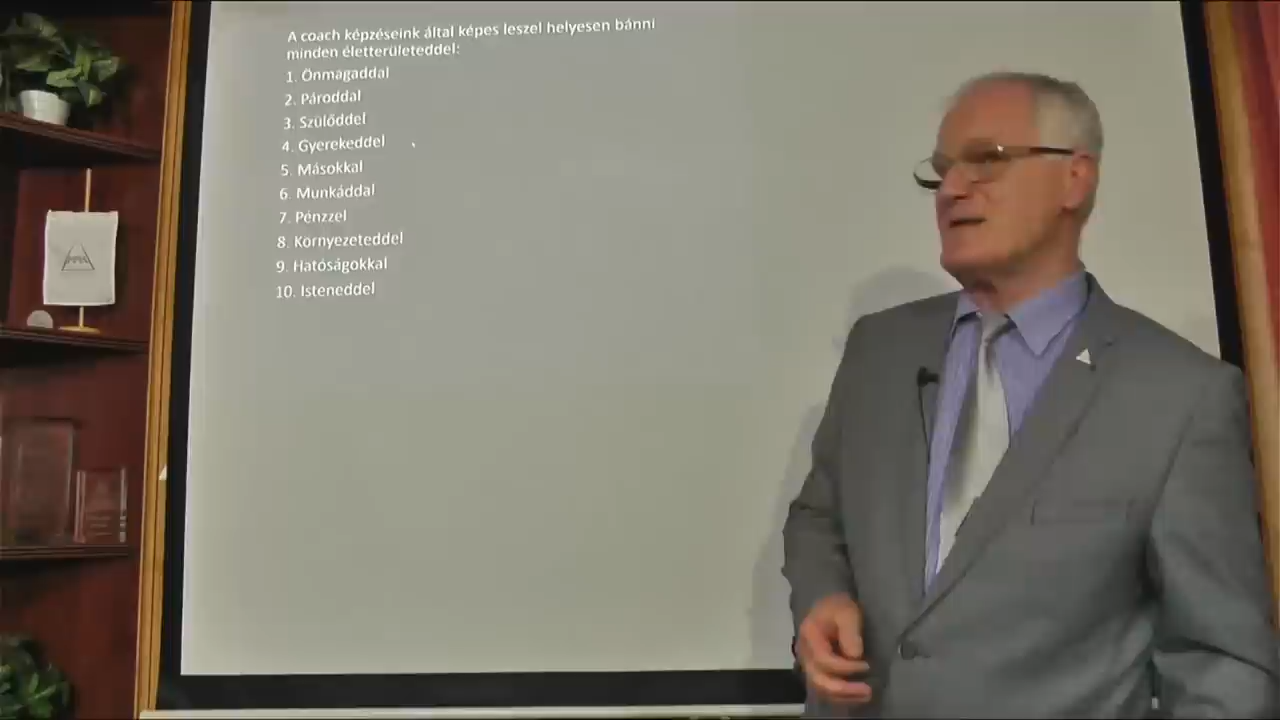 A coach képzéseink által képes leszel helyesen bánni
minden életterületeddel:
1. Önmagaddal
2. Pároddal
3. Szülőddel
4. Gyerekeddel
5. Másokkal
6. Munkáddal
7. Pénzzel
8. Környezeteddel
9. Hatóságokkal
10. Isteneddel